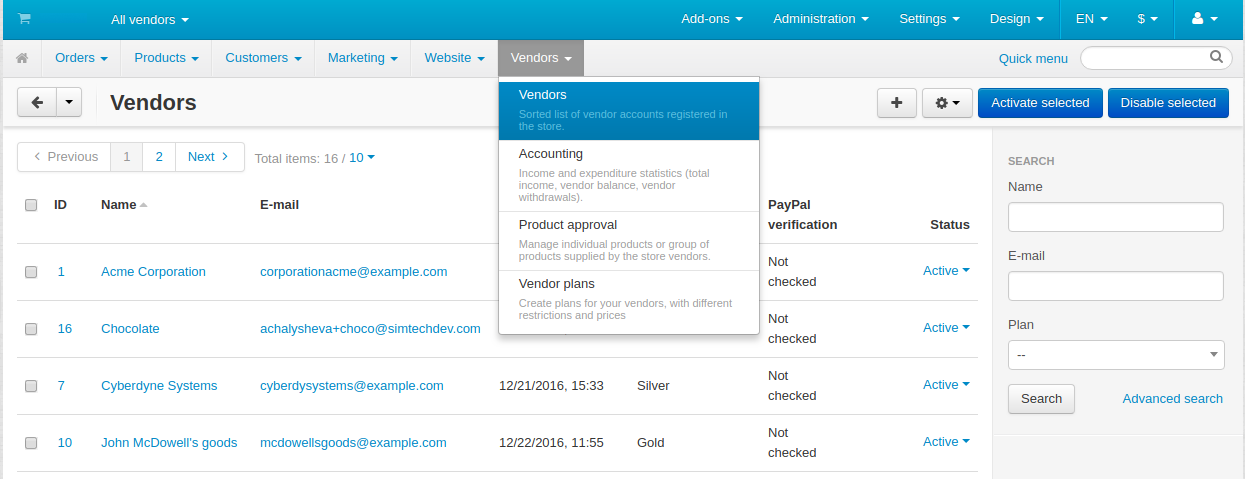 All vendors Add-ons Administration Settings Design EN $
Orders Products Customers Marketing Website Vendors Quick menu
Vendors Activate selected Disable selected
Vendors
Sorted list of vendor accounts registered in
the store.
Accounting
Income and expenditure statistics (total
income, vendor balance, vendor
withdrawals).
Product approval
Manage individual products or group of
products supplied by the store vendors.
Vendor plans
Create plans for your vendors, with different
restrictions and prices
Previous 1 2 Next Total items: 16 / 10
ID Name E-mail PayPal
verification Status
1 Acme Corporation corporationacme@example.com Not
checked Active
16 Chocolate achalysheva+choco@simtechdev.com Not
checked Active
7 Cyberdyne Systems cyberdysystems@example.com 12/21/2016, 15:33 Silver Not
checked Active
10 John McDowell's goods mcdowellsgoods@example.com 12/22/2016, 11:55 Gold Not
checked Active
SEARCH
Name
E-mail
Plan
--
Search Advanced search